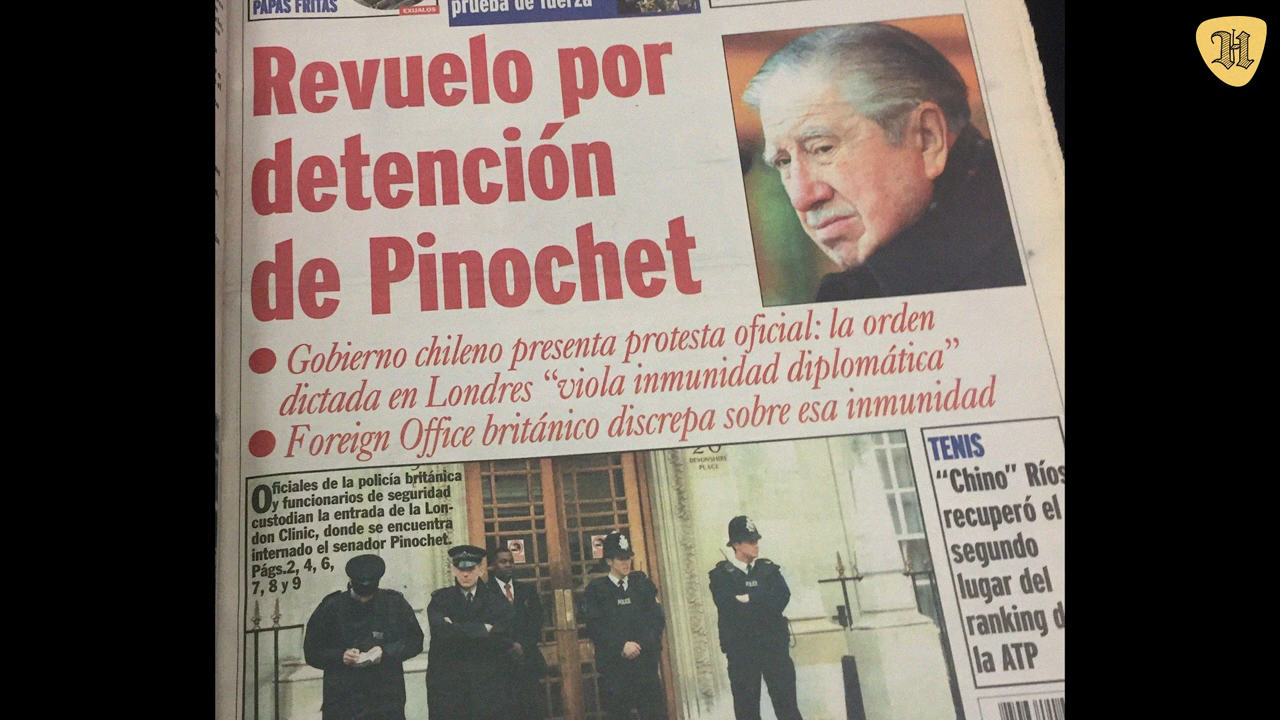 PAPAS FRITAS
EXIJALOS
prueba de fuerza
Revuelo por
detención
de Pinochet
● Gobierno chileno presenta protesta oficial: la orden
dictada en Londres “viola inmunidad diplomática”
● Foreign Office británico discrepa sobre esa inmunidad
Oficiales de la policía británica
y funcionarios de seguridad
custodian la entrada de la Lon-
don Clinic, donde se encuentra
internado el senador Pinochet.
Págs.2, 4, 6,
7, 8 y 9
20
DEVONSHIRE
PLACE
POLICE
POLICE
TENIS
“Chino” Ríos
recuperó el
segundo
lugar del
ranking d
la ATP
H